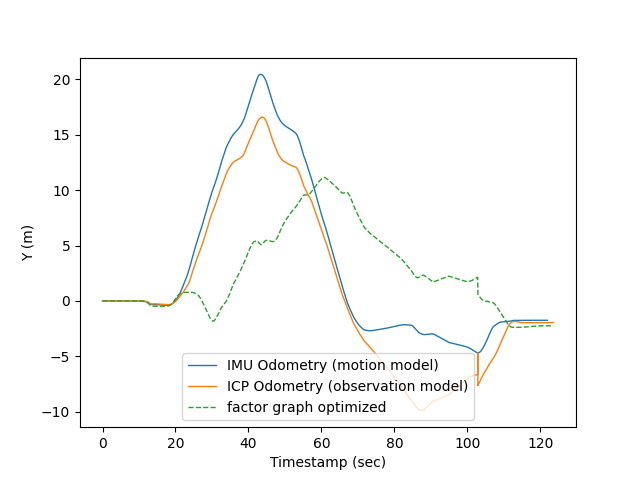 20
15
10
5
0
−5
−10
Y (m)
IMU Odometry (motion model)
ICP Odometry (observation model)
factor graph optimized
0 20 40 60 80 100 120
Timestamp (sec)